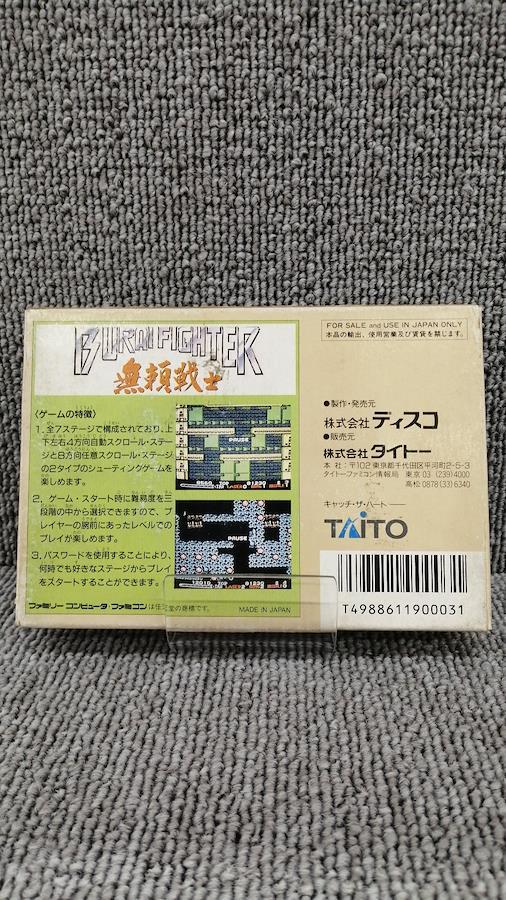 BURAI FIGHTER
無頼戦士
〈ゲームの特徴〉
1. 全7ステージで構成されており、上
下左右4方向自動スクロール・ステー
ジと8方向任意スクロール・ステージ
の2タイプのシューティングゲームを
楽しめます。
2. ゲーム・スタート時に難易度を三
段階の中から選択できますので、プ
レイヤーの腕前にあったレベルでの
プレイが楽しめます。
3. パスワードを使用することにより、
何時でも好きなステージからプレイ
をスタートすることができます。
ファミリーコンピュータ・ファミコンは任天堂の商標です。
MADE IN JAPAN
PAUSE
PAUSE
FOR SALE and USE IN JAPAN ONLY
本品の輸出、使用営業及び賃貸を禁じます。
●製作・発売元
株式会社 ディスコ
●販売元
株式会社 タイトー
本 社：〒102 東京都千代田区平河町2-5-3
タイトーファミコン情報局 東京 03 (239) 4000
高松 0878 (33) 6340
キャッチ・ザ・ハート
TAITO
T4988611900031